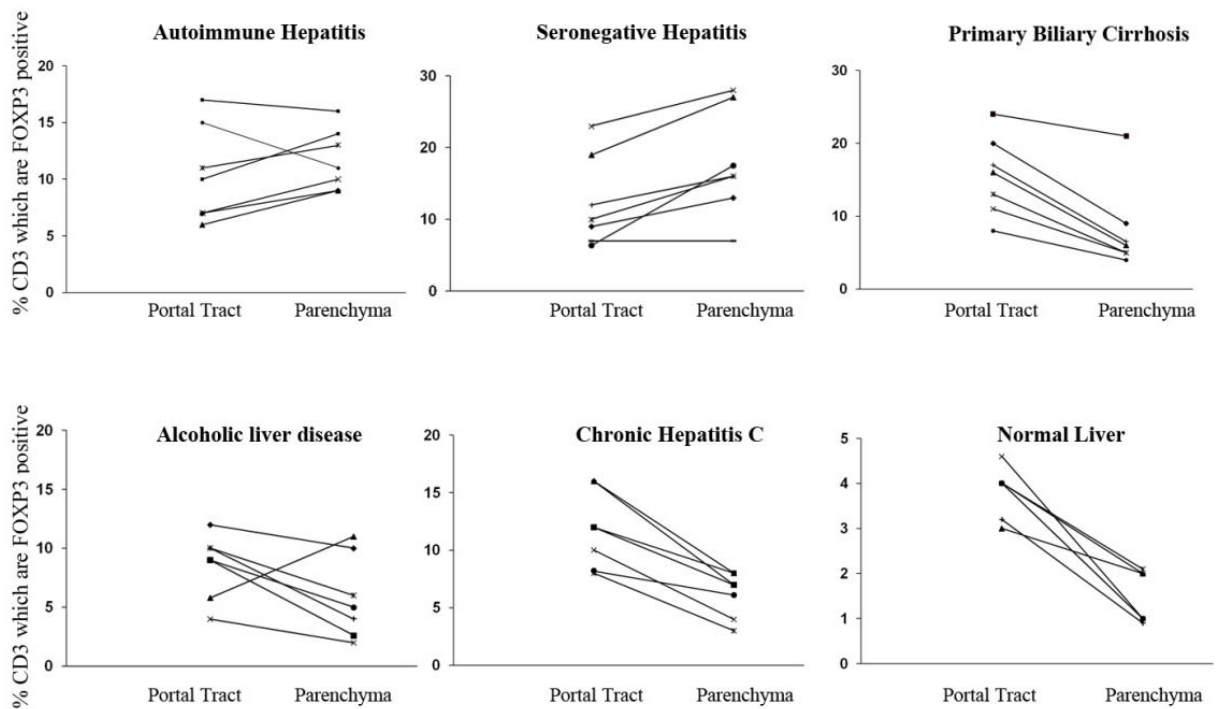 Autoimmune Hepatitis
% CD3 which are FOXP3 positive
20
15
10
5
0
Portal Tract Parenchyma
Seronegative Hepatitis
30
20
10
0
Portal Tract Parenchyma
Primary Biliary Cirrhosis
30
20
10
0
Portal Tract Parenchyma
Alcoholic liver disease
% CD3 which are FOXP3 positive
20
15
10
5
0
Portal Tract Parenchyma
Chronic Hepatitis C
20
15
10
5
0
Portal Tract Parenchyma
Normal Liver
5
4
3
2
1
0
Portal Tract Parenchyma